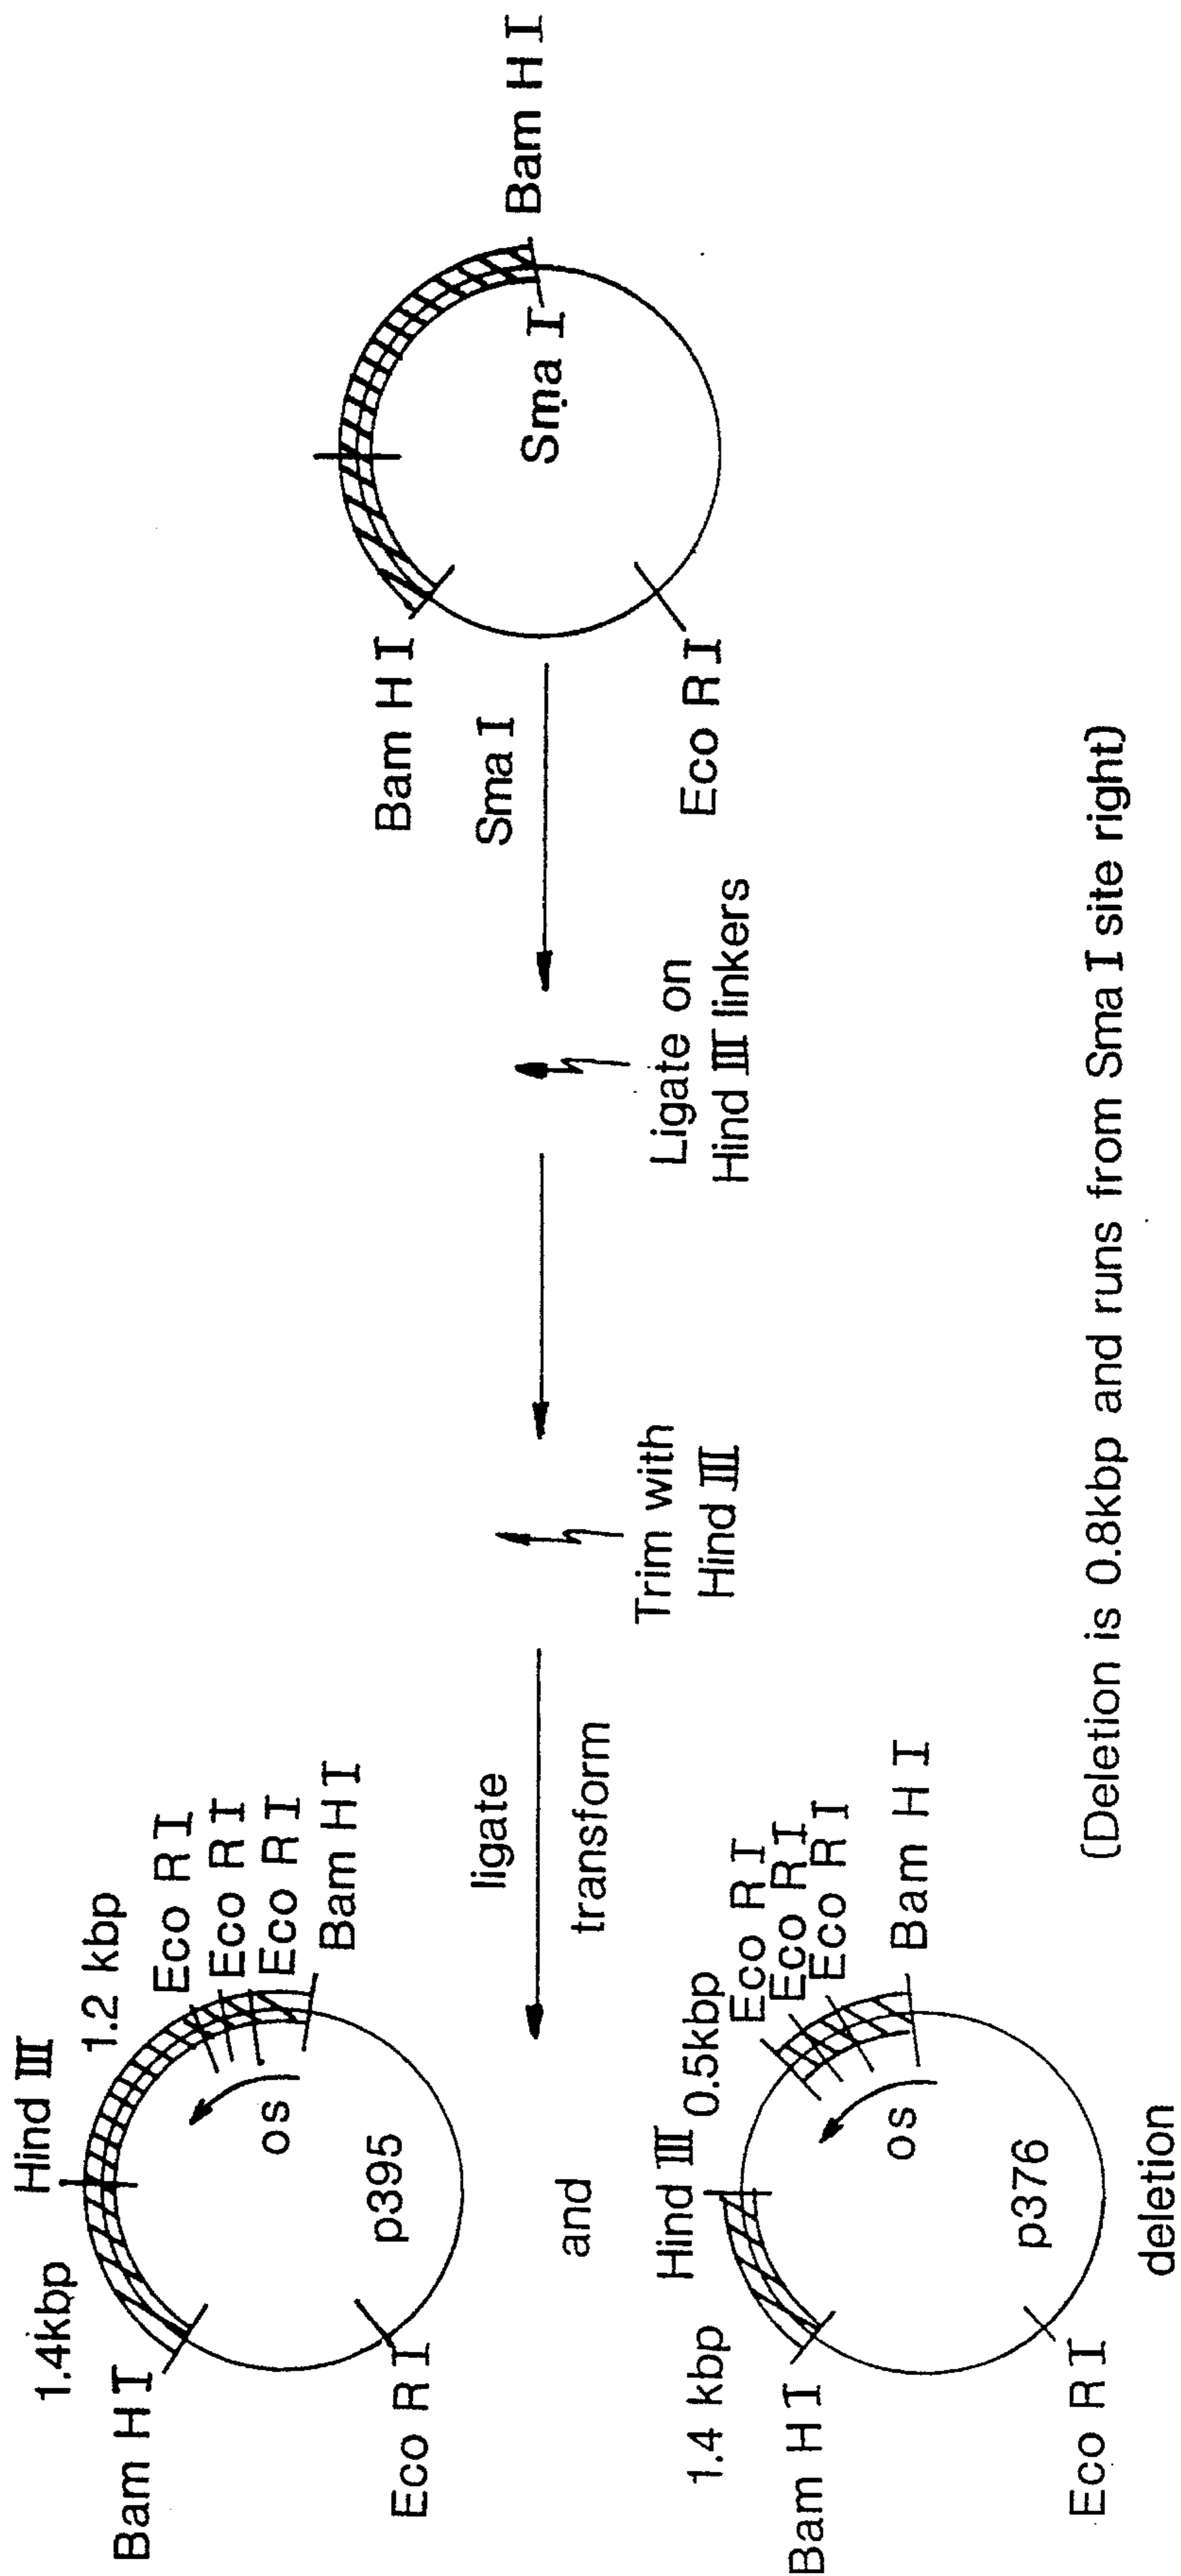 Bam H I
Sma I
Bam H I
Eco R I
Sma I
Ligate on
Hind III linkers
Trim with
Hind III
ligate
transform
1.4kbp
Hind III
1.2 kbp
Bam H I
Eco R I
Eco R I
Eco R I
Bam H I
os
p395
Eco R I
and
1.4 kbp
Hind III
0.5kbp
Bam H I
Eco R I
Eco R I
Eco R I
Bam H I
os
p376
Eco R I
deletion
(Deletion is 0.8kbp and runs from Sma I site right)